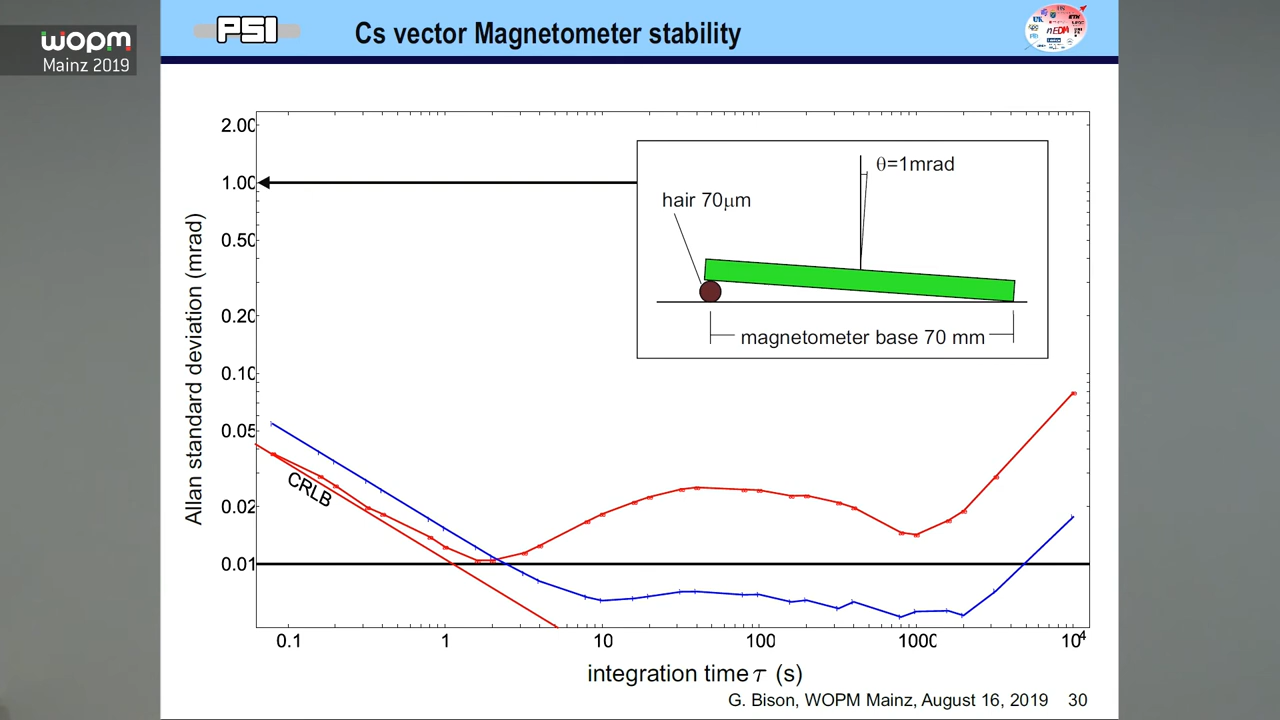 wopm
Mainz 2019
PSI
Cs vector Magnetometer stability
nEDM
2.00
1.00
0.50
0.20
0.10
0.05
0.02
0.01
Allan standard deviation (mrad)
θ=1mrad
hair 70μm
magnetometer base 70 mm
CRLB
0.1
1
10
100
1000
10⁴
integration time τ (s)
G. Bison, WOPM Mainz, August 16, 2019 30